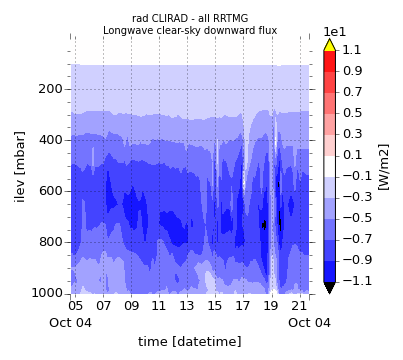 rad CLIRAD - all RRTMG
Longwave clear-sky downward flux
1e1
1.1
0.9
0.7
0.5
0.3
0.1
−0.1
−0.3
−0.5
−0.7
−0.9
−1.1
[W/m2]
200
400
600
800
1000
ilev [mbar]
05 07 09 11 13 15 17 19 21
Oct 04 Oct 04
time [datetime]